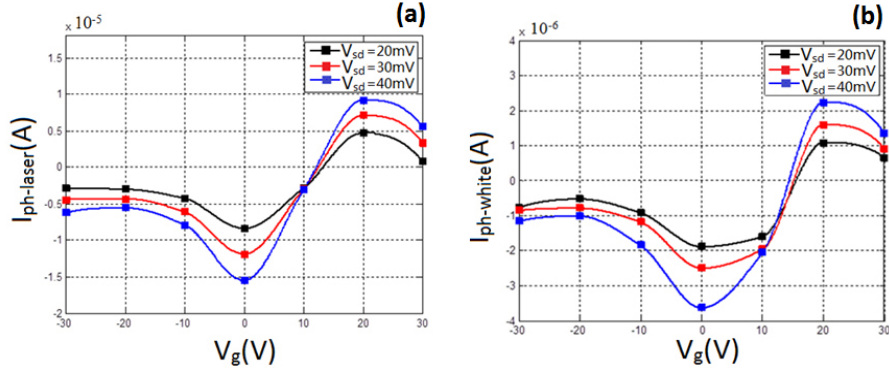 (a)
× 10⁻⁵
1.5
1
0.5
0
-0.5
-1
-1.5
-2
-30
-20
-10
0
10
20
30
V_sd=20mV
V_sd=30mV
V_sd=40mV
I_ph-laser(A)
V_g(V)
(b)
× 10⁻⁶
4
3
2
1
0
-1
-2
-3
-4
-30
-20
-10
0
10
20
30
V_sd=20mV
V_sd=30mV
V_sd=40mV
I_ph-white(A)
V_g(V)